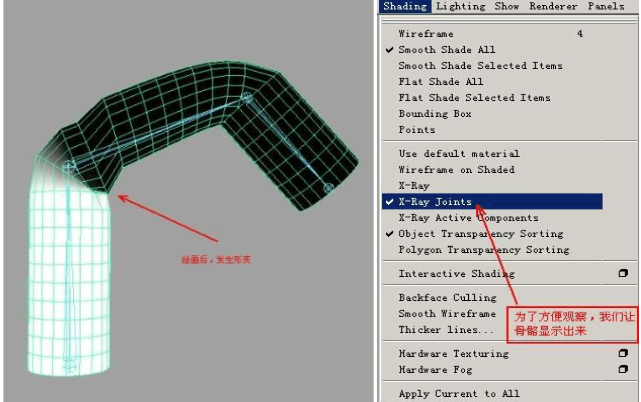 Shading Lighting Show Renderer Panels
Wireframe 4
Smooth Shade All
Smooth Shade Selected Items
Flat Shade All
Flat Shade Selected Items
Bounding Box
Points
Use default material
Wireframe on Shaded
X-Ray
X-Ray Joints
X-Ray Active Components
Object Transparency Sorting
Polygon Transparency Sorting
Interactive Shading
Backface Culling
Smooth Wireframe
Thicker lines...
Hardware Texturing
Hardware Fog
Apply Current to All
后，发生形变
为了方便观察，我们让
骨骼显示出来